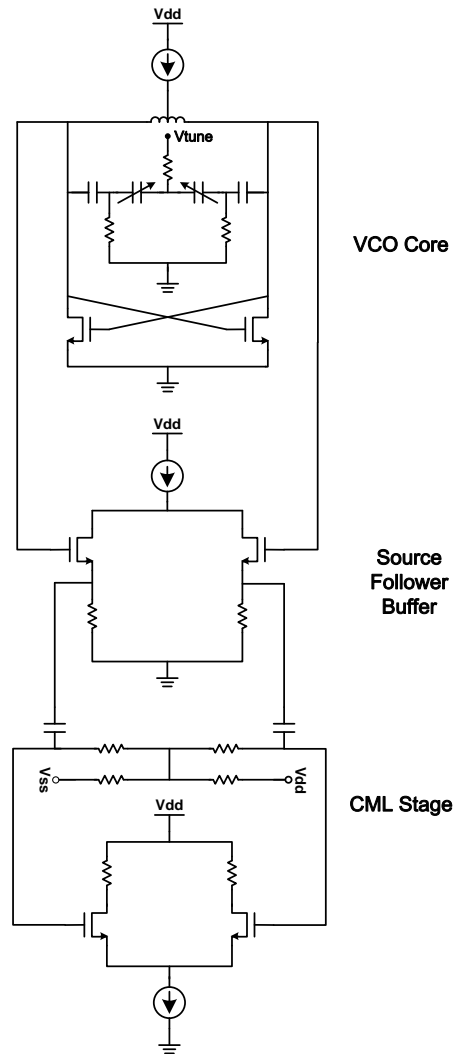 Vdd
Vtune
VCO Core
Vdd
Source
Follower
Buffer
Vss
Vdd
CML Stage
Vdd